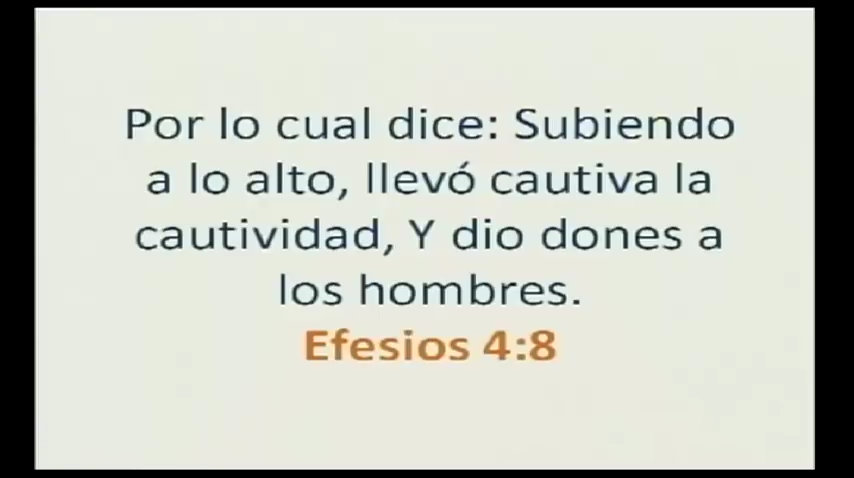 Por lo cual dice: Subiendo
a lo alto, llevó cautiva la
cautividad, Y dio dones a
los hombres.
Efesios 4:8